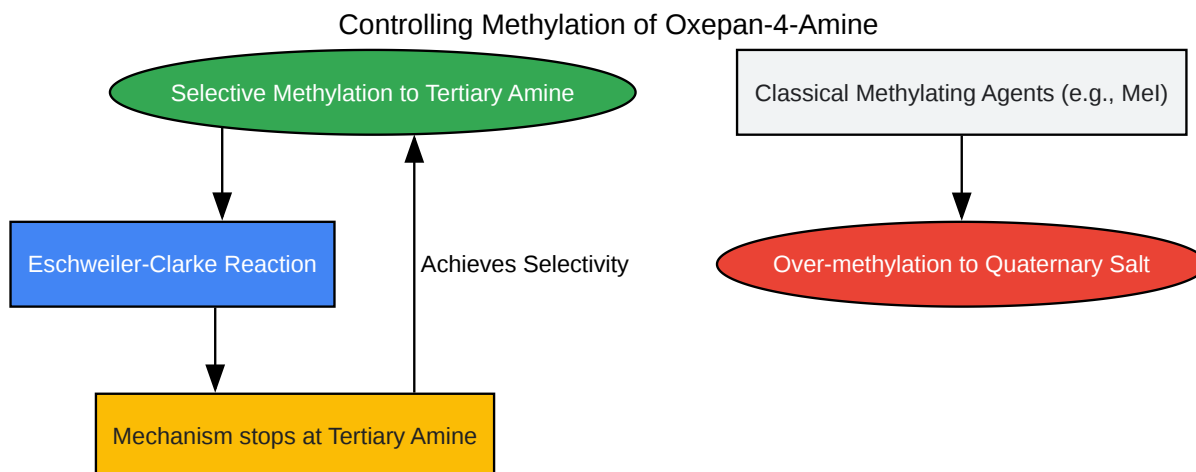 Controlling Methylation of Oxepan-4-Amine
Selective Methylation to Tertiary Amine
Classical Methylating Agents (e.g., MeI)
Eschweiler-Clarke Reaction
Achieves Selectivity
Over-methylation to Quaternary Salt
Mechanism stops at Tertiary Amine